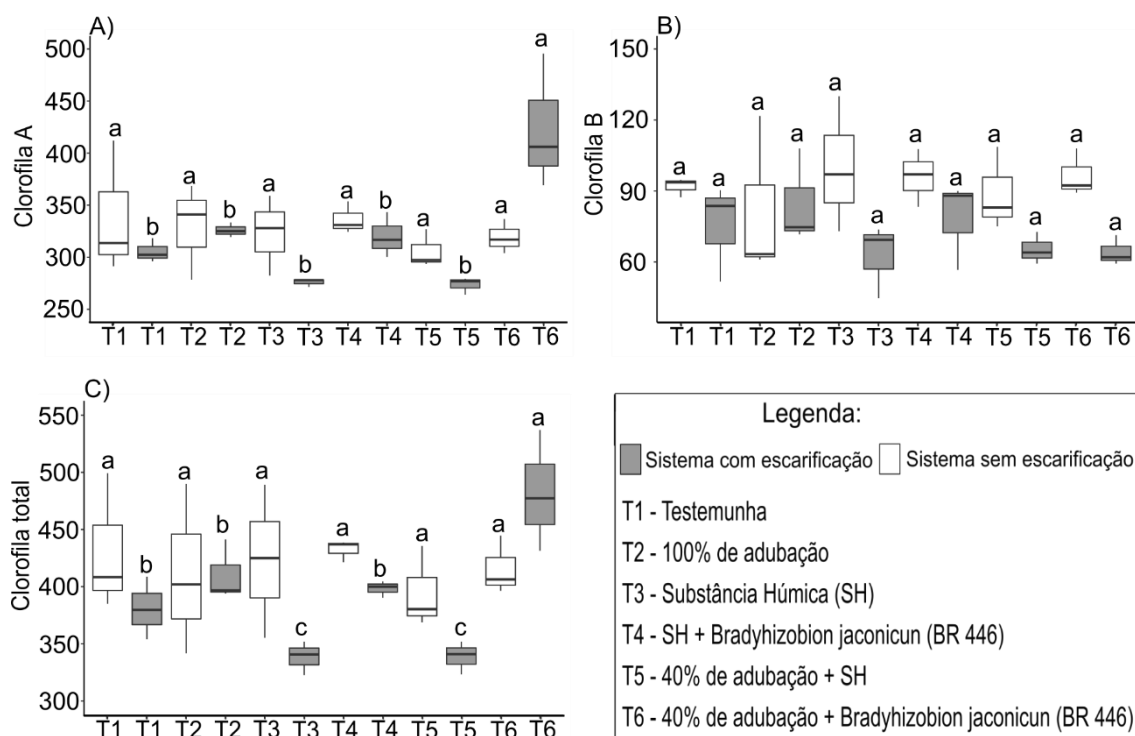 A)
500
450
400
350
300
250
Clorofila A
a
b
a
b
a
b
a
b
a
b
a
a
T1 T1 T2 T2 T3 T3 T4 T4 T5 T5 T6 T6
B)
150
120
90
60
Clorofila B
a
a
a
a
a
a
a
a
a
a
a
a
T1 T1 T2 T2 T3 T3 T4 T4 T5 T5 T6 T6
C)
550
500
450
400
350
300
Clorofila total
a
b
a
b
a
c
a
b
a
c
a
a
T1 T1 T2 T2 T3 T3 T4 T4 T5 T5 T6 T6
Legenda:
Sistema com escarificação Sistema sem escarificação
T1 - Testemunha
T2 - 100% de adubação
T3 - Substância Húmica (SH)
T4 - SH + Bradyhizobion jaconicun (BR 446)
T5 - 40% de adubação + SH
T6 - 40% de adubação + Bradyhizobion jaconicun (BR 446)